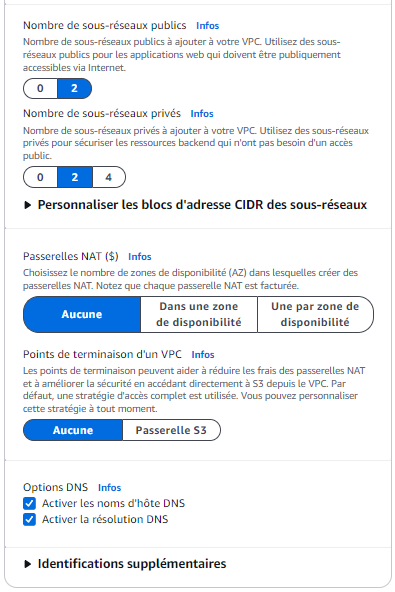 Nombre de sous-réseaux publics Infos
Nombre de sous-réseaux publics à ajouter à votre VPC. Utilisez des sous-
réseaux publics pour les applications web qui doivent être publiquement
accessibles via Internet.
0 2
Nombre de sous-réseaux privés Infos
Nombre de sous-réseaux privés à ajouter à votre VPC. Utilisez des sous-réseaux
privés pour sécuriser les ressources backend qui n'ont pas besoin d'un accès
public.
0 2 4
Personnaliser les blocs d'adresse CIDR des sous-réseaux
Passerelles NAT ($) Infos
Choisissez le nombre de zones de disponibilité (AZ) dans lesquelles créer des
passerelles NAT. Notez que chaque passerelle NAT est facturée.
Aucune
Dans une zone
de disponibilité
Une par zone de
disponibilité
Points de terminaison d'un VPC Infos
Les points de terminaison peuvent aider à réduire les frais des passerelles NAT
et à améliorer la sécurité en accédant directement à S3 depuis le VPC. Par
défaut, une stratégie d'accès complet est utilisée. Vous pouvez personnaliser
cette stratégie à tout moment.
Aucune Passerelle S3
Options DNS Infos
Activer les noms d'hôte DNS
Activer la résolution DNS
Identifications supplémentaires